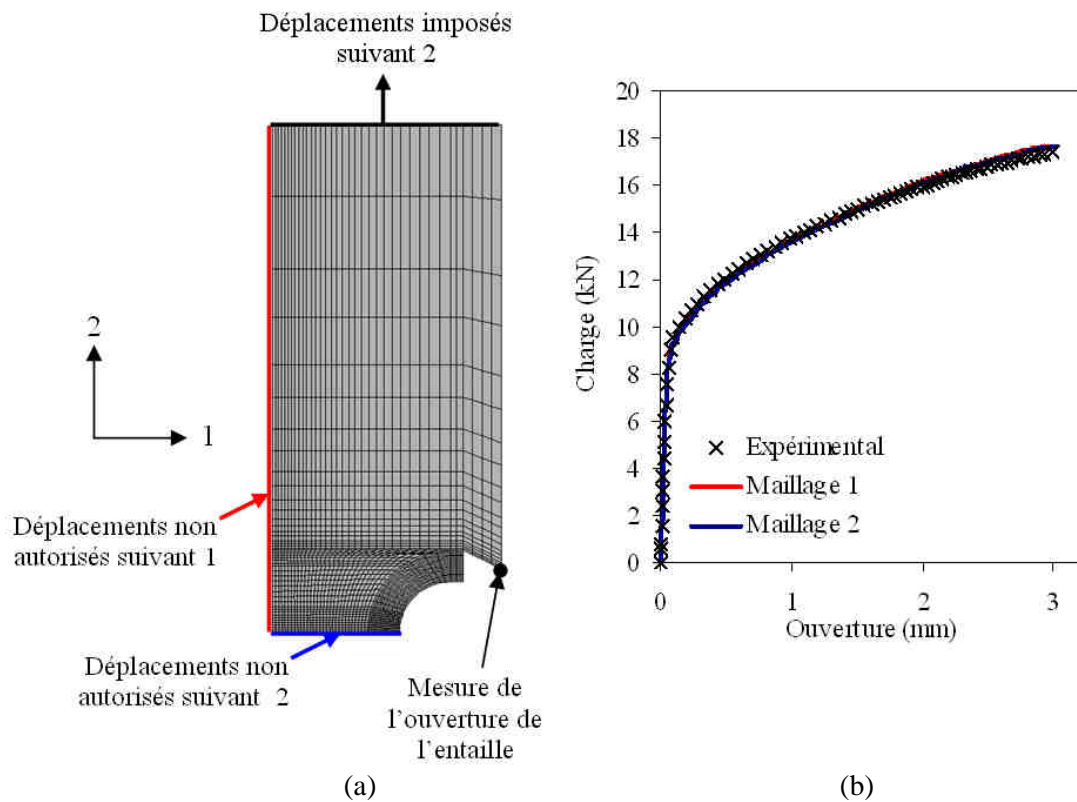 Déplacements imposés
suivant 2
2
1
Déplacements non
autorisés suivant 1
Déplacements non
autorisés suivant 2
Mesure de
l'ouverture de
l'entaille
(a)
20
18
16
14
12
10
8
6
4
2
0
Charge (kN)
Expérimental
Maillage 1
Maillage 2
0
1
2
3
Ouverture (mm)
(b)